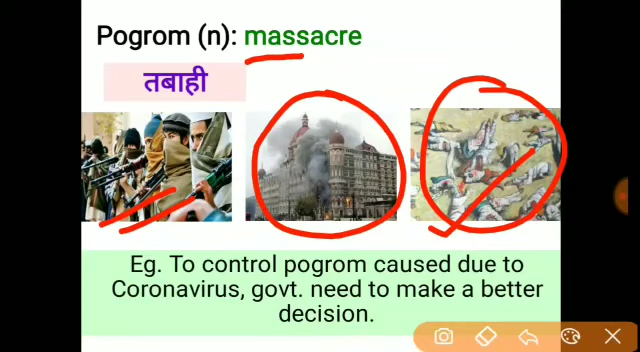 Pogrom (n): massacre
तबाही
Eg. To control pogrom caused due to
Coronavirus, govt. need to make a better
decision.